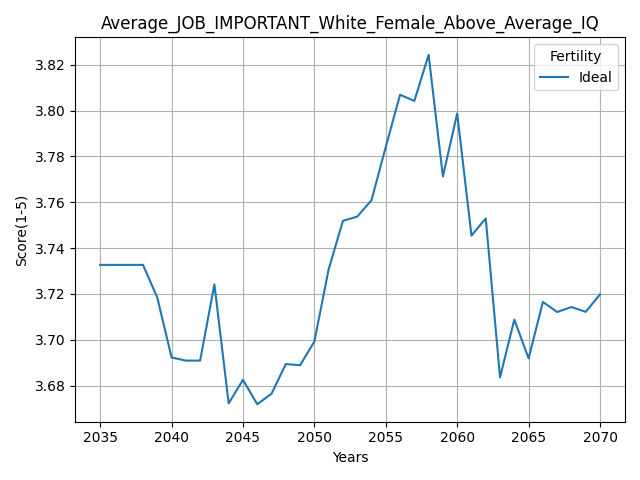 Average_JOB_IMPORTANT_White_Female_Above_Average_IQ
Fertility
Ideal
Score(1-5)
3.82
3.80
3.78
3.76
3.74
3.72
3.70
3.68
2035 2040 2045 2050 2055 2060 2065 2070
Years